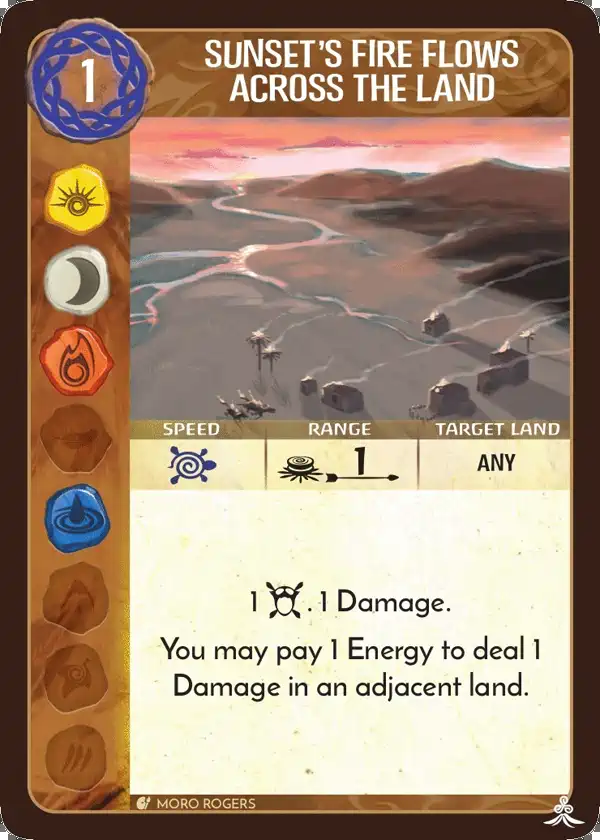 1
SUNSET'S FIRE FLOWS
ACROSS THE LAND
SPEED RANGE TARGET LAND
1 ANY
1 . 1 Damage.
You may pay 1 Energy to deal 1
Damage in an adjacent land.
MORO ROGERS